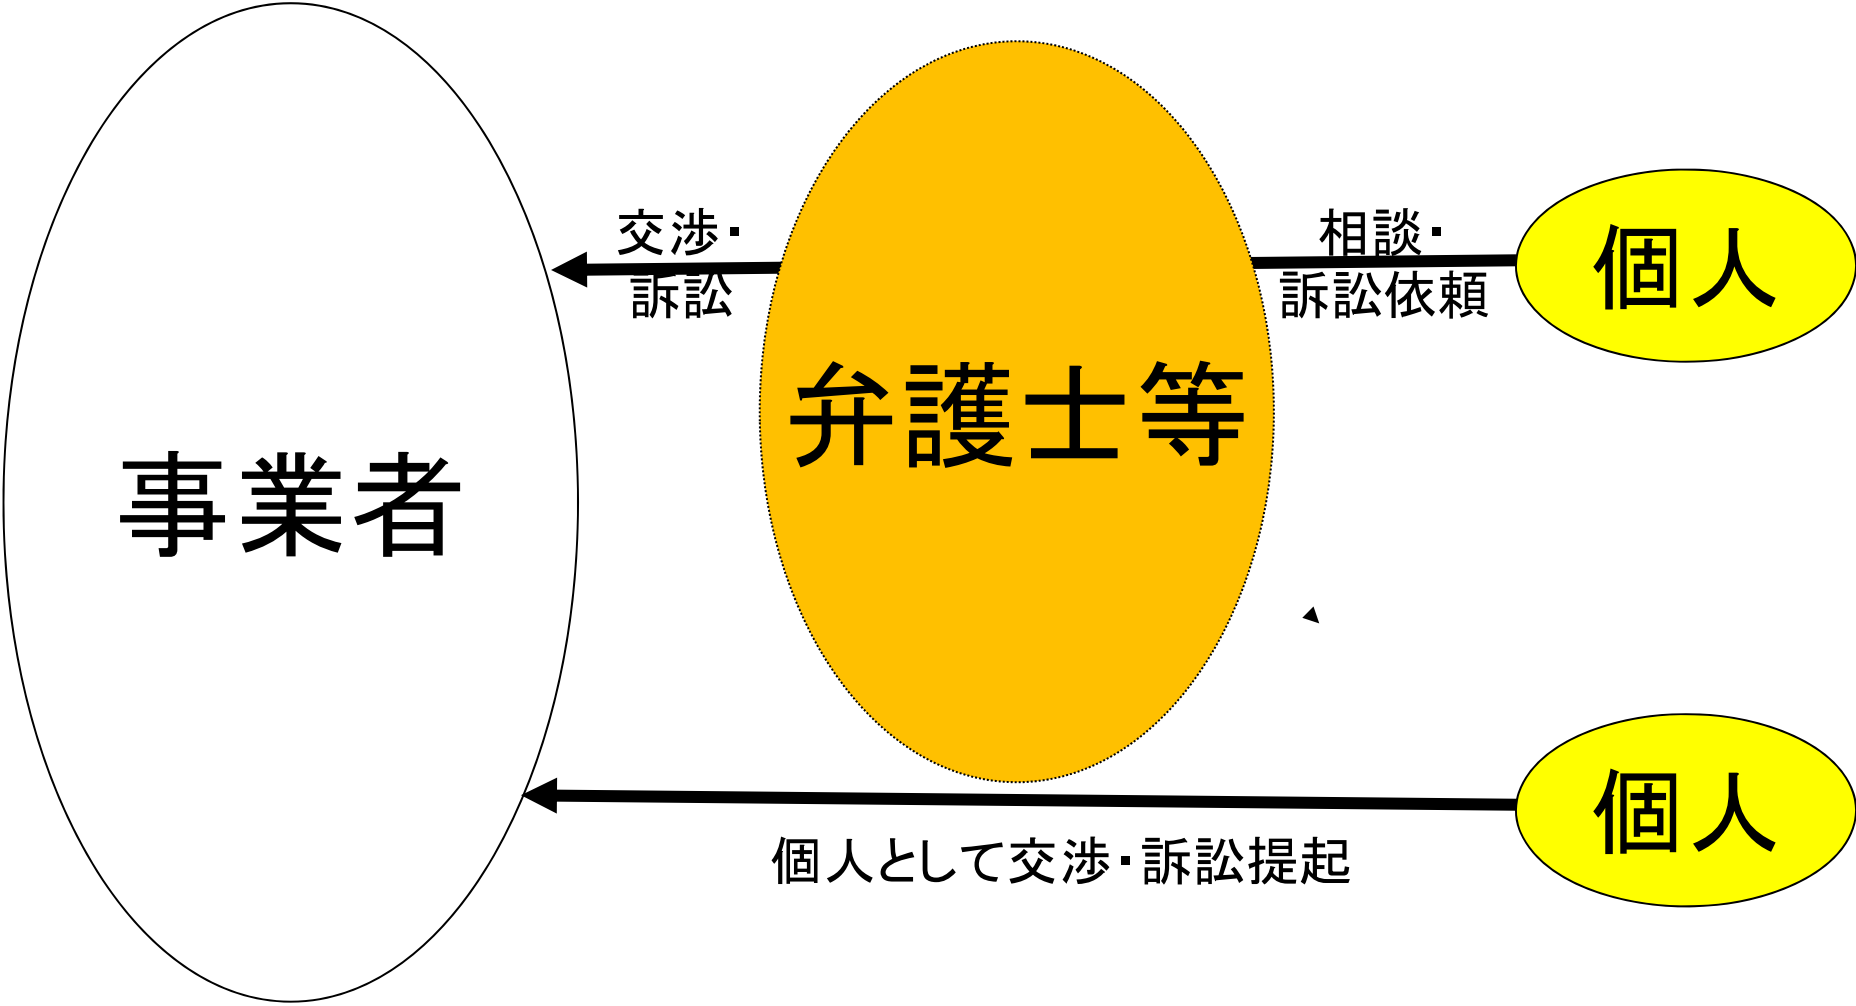 事業者
交渉・
訴訟
弁護士等
相談・
訴訟依頼
個人
個人として交渉・訴訟提起
個人